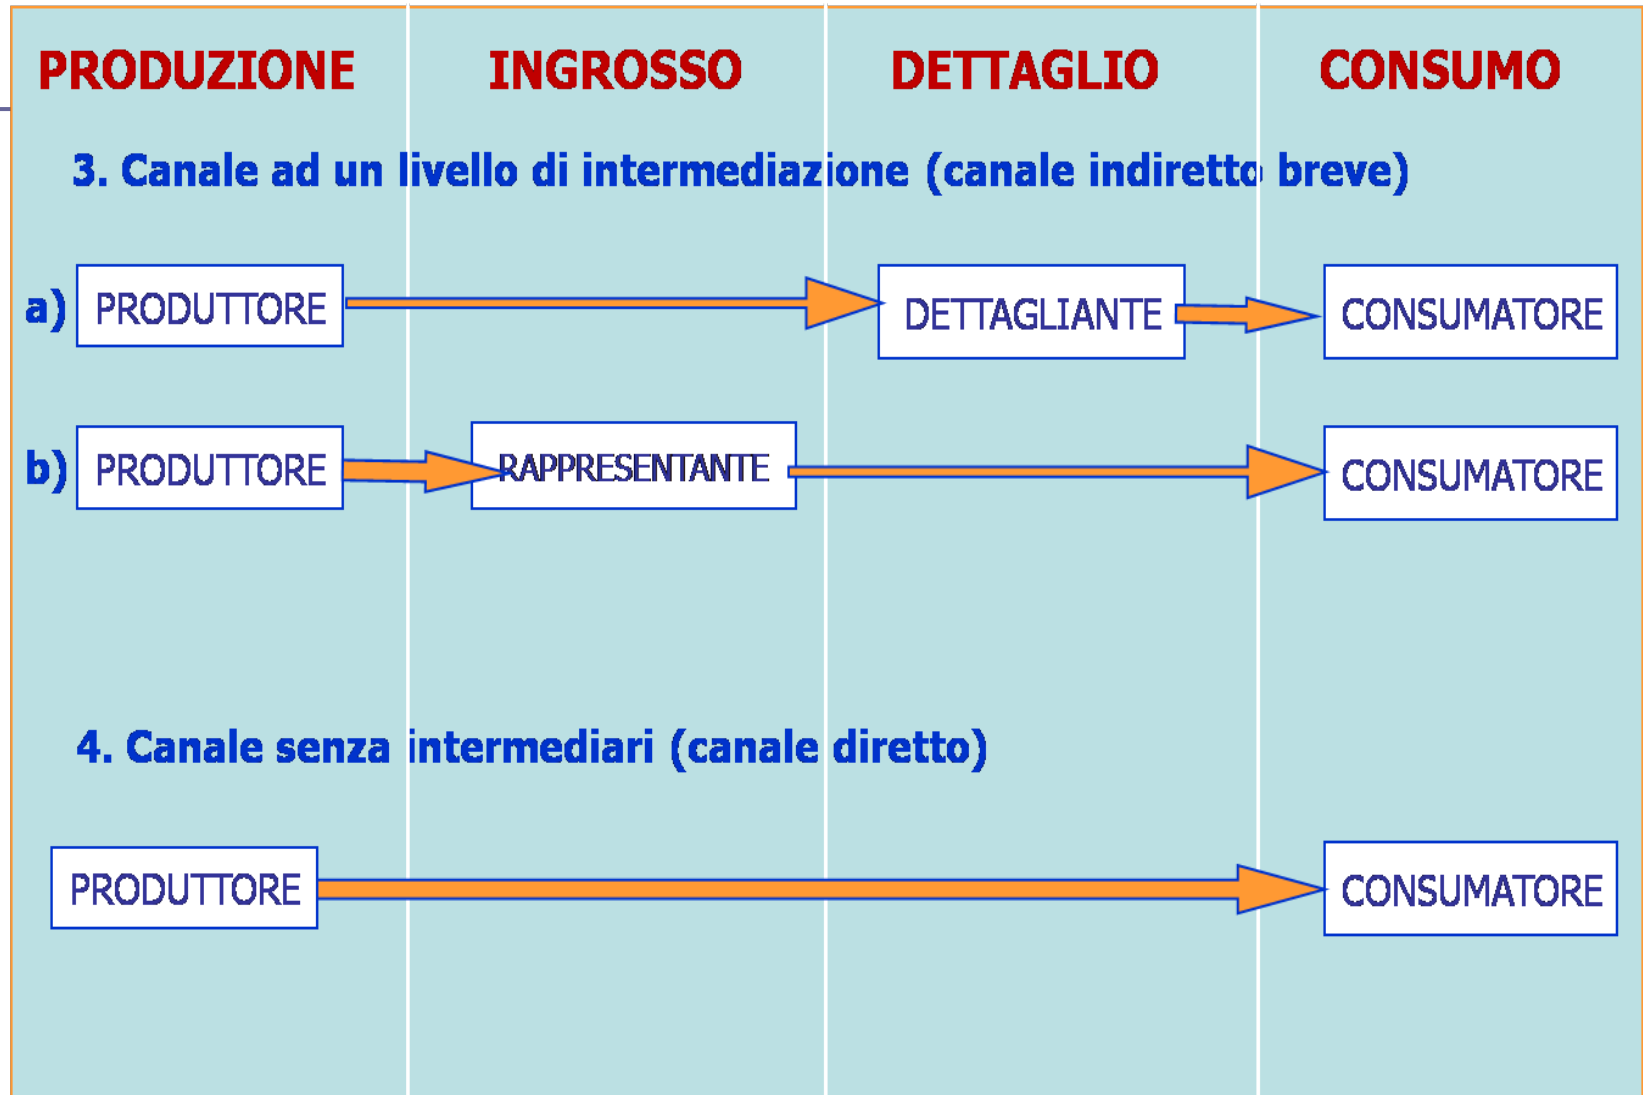 PRODUZIONE INGROSSO DETTAGLIO CONSUMO
3. Canale ad un livello di intermediazione (canale indiretto breve)
a) PRODUTTORE DETTAGLIANTE CONSUMATORE
b) PRODUTTORE RAPPRESENTANTE CONSUMATORE
4. Canale senza intermediari (canale diretto)
PRODUTTORE CONSUMATORE